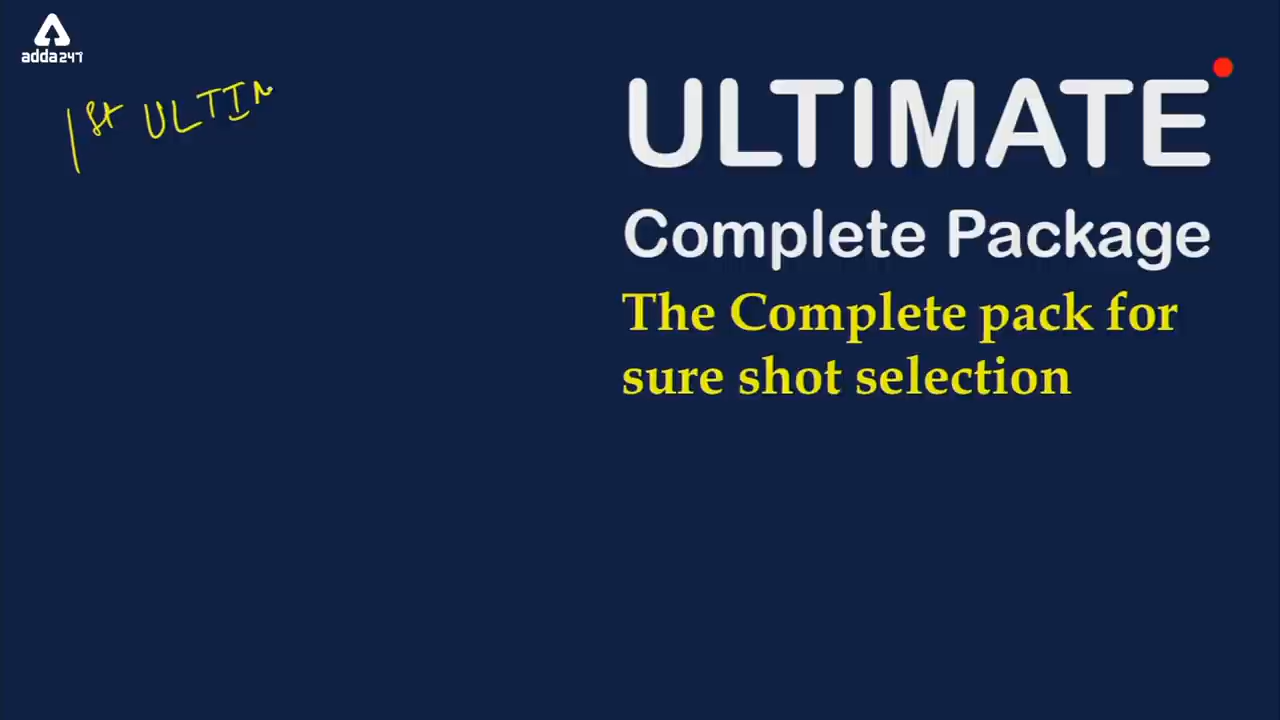 adda247
1st ULTIM
ULTIMATE
Complete Package
The Complete pack for
sure shot selection